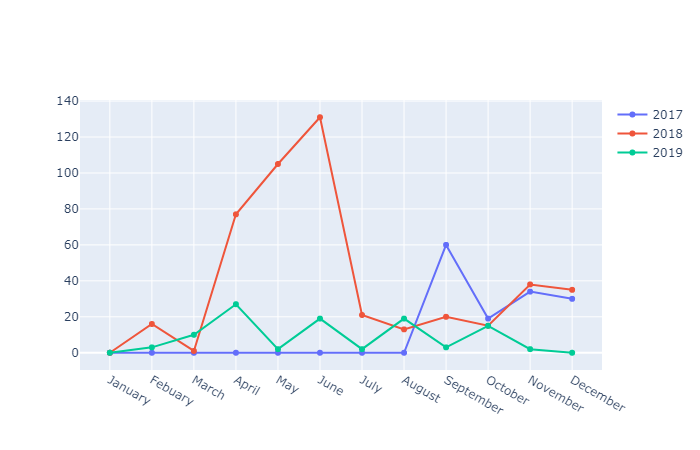 140
120
100
80
60
40
20
0
January
Febuary
March
April
May
June
July
August
September
October
November
December
2017
2018
2019